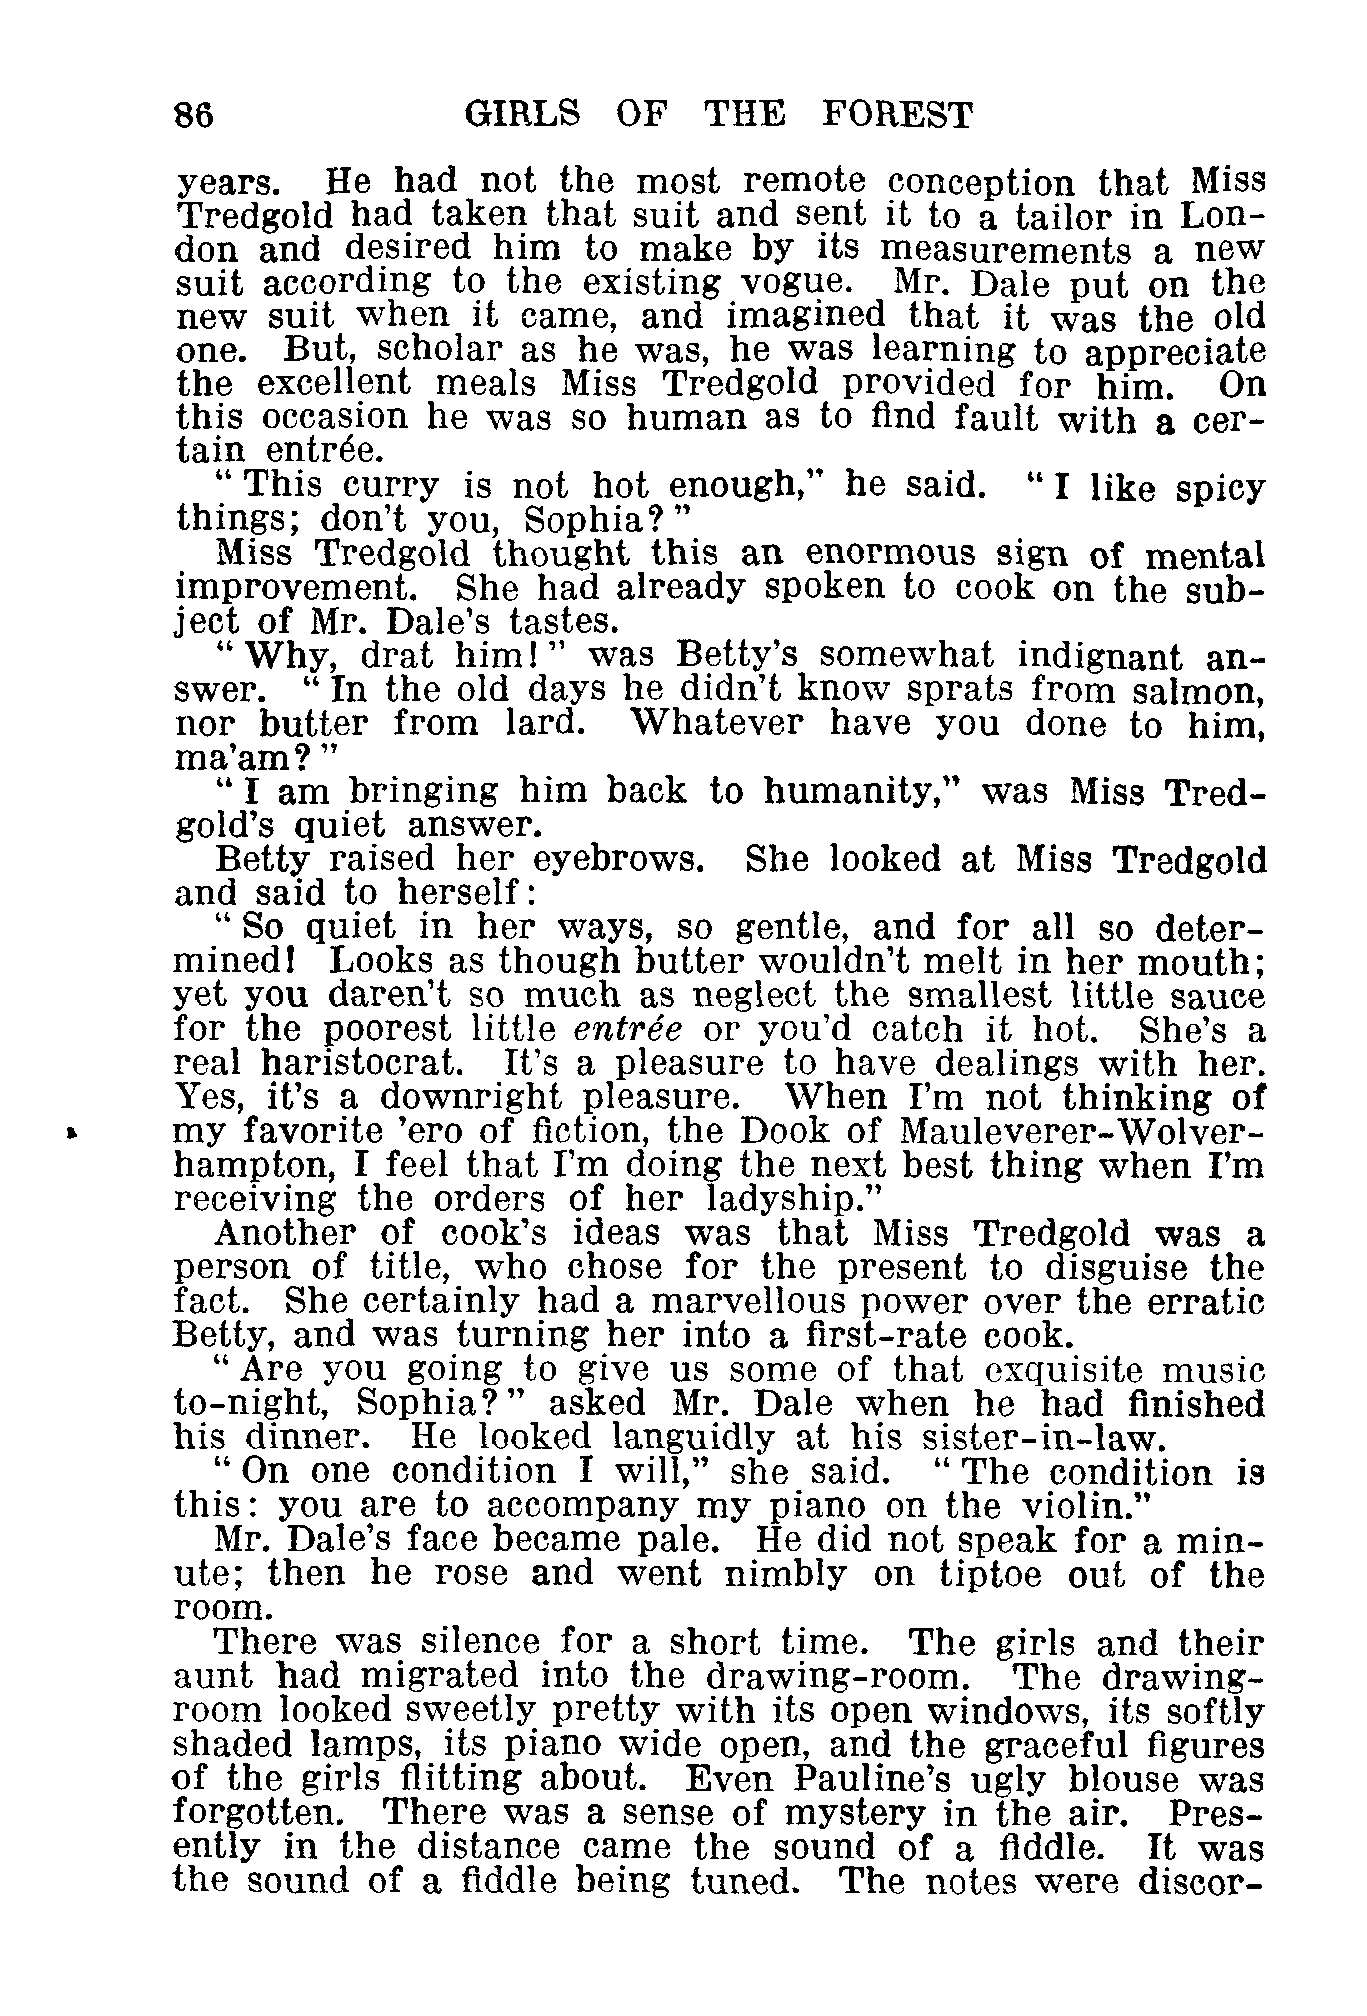 86 GIRLS OF THE FOREST
years. He had not the most remote conception that Miss
Tredgold had taken that suit and sent it to a tailor in Lon-
don and desired him to make by its measurements a new
suit according to the existing vogue. Mr. Dale put on the
new suit when it came, and imagined that it was the old
one. But, scholar as he was, he was learning to appreciate
the excellent meals Miss Tredgold provided for him. On
this occasion he was so human as to find fault with a cer-
tain entrée.
“This curry is not hot enough,” he said. “I like spicy
things; don't you, Sophia?”
Miss Tredgold thought this an enormous sign of mental
improvement. She had already spoken to cook on the sub-
ject of Mr. Dale's tastes.
“Why, drat him!” was Betty's somewhat indignant an-
swer. “In the old days he didn't know sprats from salmon,
nor butter from lard. Whatever have you done to him,
ma'am?”
“I am bringing him back to humanity,” was Miss Tred-
gold's quiet answer.
Betty raised her eyebrows. She looked at Miss Tredgold
and said to herself:
“So quiet in her ways, so gentle, and for all so deter-
mined! Looks as though butter wouldn't melt in her mouth;
yet you daren't so much as neglect the smallest little sauce
for the poorest little entrée or you'd catch it hot. She's a
real haristocrat. It's a pleasure to have dealings with her.
Yes, it's a downright pleasure. When I'm not thinking of
my favorite 'ero of fiction, the Dook of Mauleverer-Wolver-
hampton, I feel that I'm doing the next best thing when I'm
receiving the orders of her ladyship.”
Another of cook's ideas was that Miss Tredgold was a
person of title, who chose for the present to disguise the
fact. She certainly had a marvellous power over the erratic
Betty, and was turning her into a first-rate cook.
“Are you going to give us some of that exquisite music
to-night, Sophia?” asked Mr. Dale when he had finished
his dinner. He looked languidly at his sister-in-law.
“On one condition I will,” she said. “The condition is
this: you are to accompany my piano on the violin.”
Mr. Dale's face became pale. He did not speak for a min-
ute; then he rose and went nimbly on tiptoe out of the
room.
There was silence for a short time. The girls and their
aunt had migrated into the drawing-room. The drawing-
room looked sweetly pretty with its open windows, its softly
shaded lamps, its piano wide open, and the graceful figures
of the girls flitting about. Even Pauline's ugly blouse was
forgotten. There was a sense of mystery in the air. Pres-
ently in the distance came the sound of a fiddle. It was
the sound of a fiddle being tuned. The notes were discor-